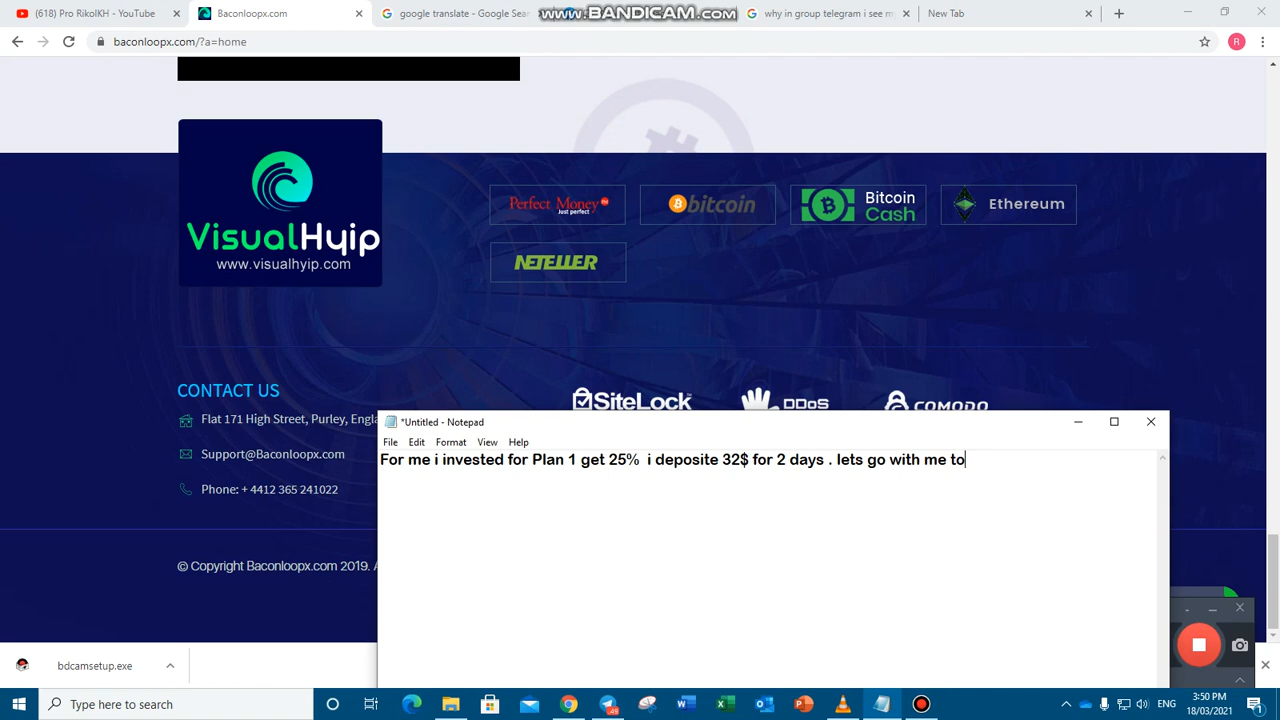 (618) Pro RikoIKH - YouTube
Baconloopx.com
google translate - Google Sear
WWW.BANDICAM.COM
why in group telegram i see m
New Tab
baconloopx.com/?a=home
R
VisualHyip
www.visualhyip.com
Perfect Money PM
Just perfect
bitcoin
Bitcoin
Cash
Ethereum
NETELLER
CONTACT US
Flat 171 High Street, Purley, Engla
Support@Baconloopx.com
Phone: + 4412 365 241022
SiteLock
DDoS
COMODO
*Untitled - Notepad
File Edit Format View Help
For me i invested for Plan 1 get 25% i deposite 32$ for 2 days . lets go with me to
© Copyright Baconloopx.com 2019. A
bdcamsetup.exe
Type here to search
ENG
3:50 PM
18/03/2021